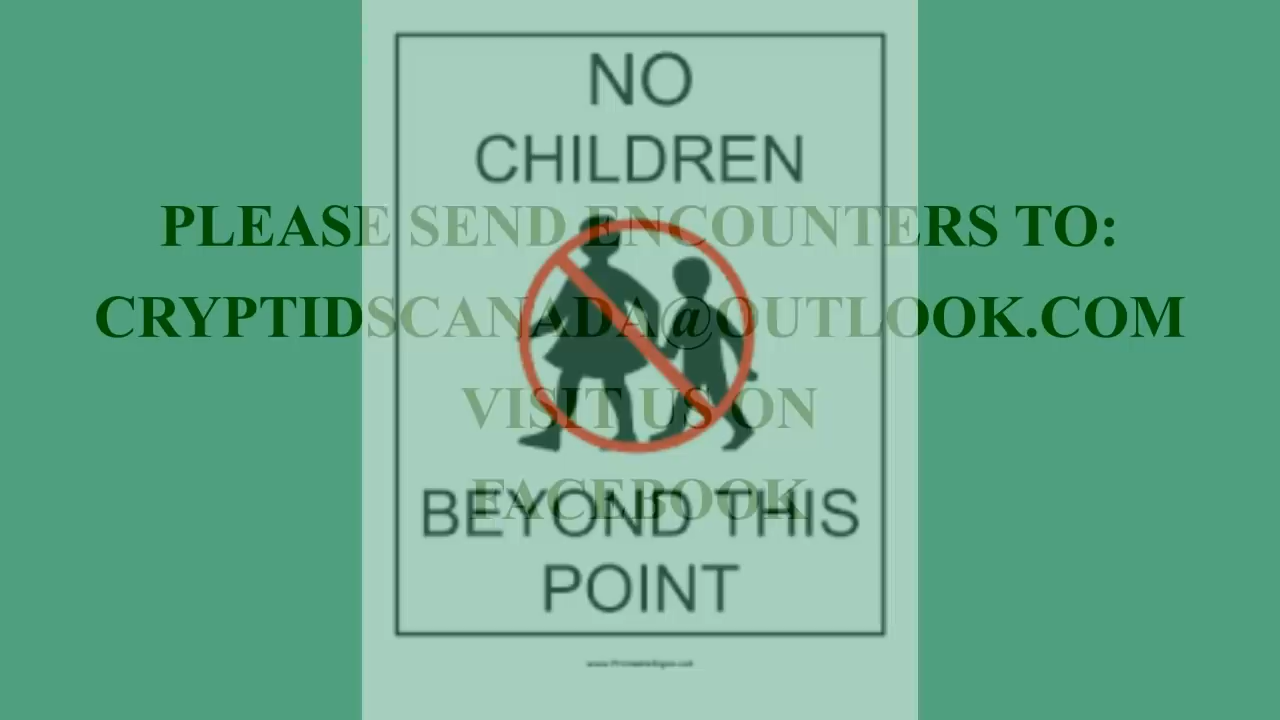 NO
CHILDREN
PLEASE SEND ENCOUNTERS TO:
CRYPTIDSCANADA@OUTLOOK.COM
VISIT US ON
FACEBOOK
BEYOND THIS
POINT